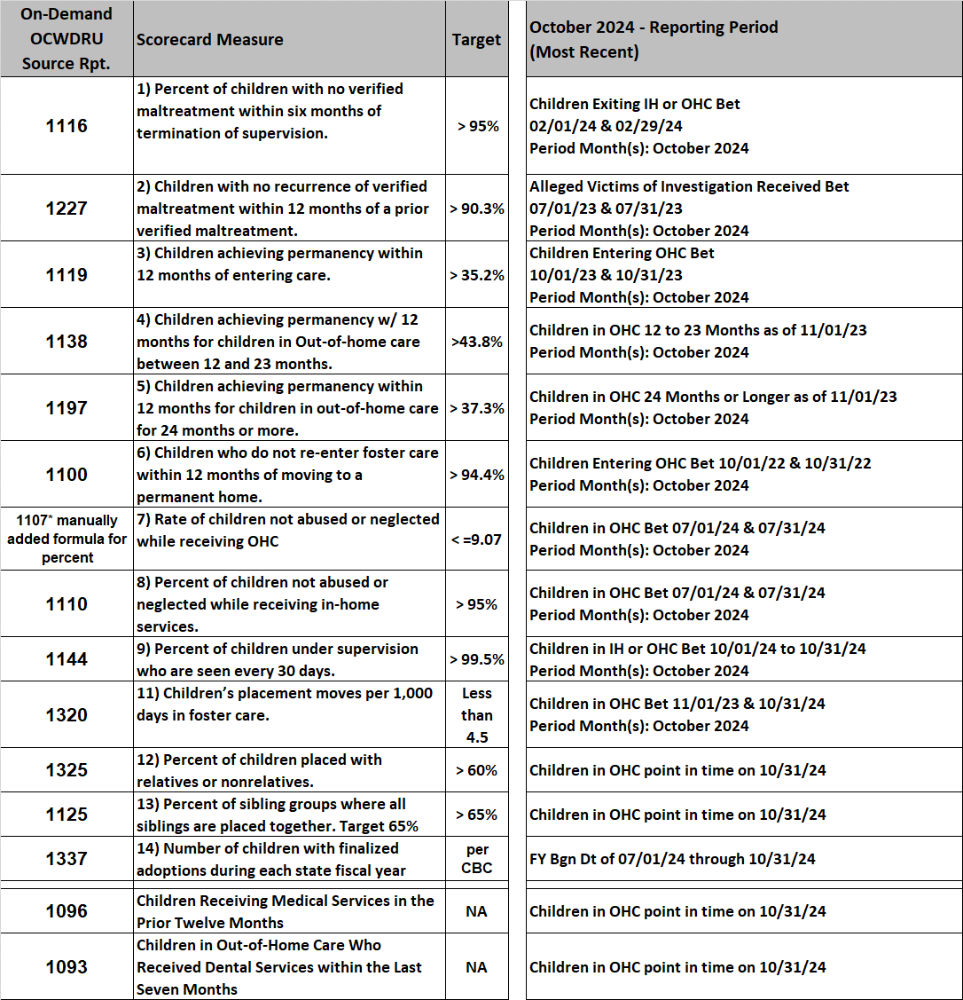 On-Demand
OCWDRU
Source Rpt.
Scorecard Measure
Target
October 2024 - Reporting Period
(Most Recent)
1116
1) Percent of children with no verified
maltreatment within six months of
termination of supervision.
> 95%
Children Exiting IH or OHC Bet
02/01/24 & 02/29/24
Period Month(s): October 2024
1227
2) Children with no recurrence of verified
maltreatment within 12 months of a prior
verified maltreatment.
> 90.3%
Alleged Victims of Investigation Received Bet
07/01/23 & 07/31/23
Period Month(s): October 2024
1119
3) Children achieving permanency within
12 months of entering care.
> 35.2%
Children Entering OHC Bet
10/01/23 & 10/31/23
Period Month(s): October 2024
1138
4) Children achieving permanency w/ 12
months for children in Out-of-home care
between 12 and 23 months.
>43.8%
Children in OHC 12 to 23 Months as of 11/01/23
Period Month(s): October 2024
1197
5) Children achieving permanency within
12 months for children in out-of-home care
for 24 months or more.
> 37.3%
Children in OHC 24 Months or Longer as of 11/01/23
Period Month(s): October 2024
1100
6) Children who do not re-enter foster care
within 12 months of moving to a
permanent home.
> 94.4%
Children Entering OHC Bet 10/01/22 & 10/31/22
Period Month(s): October 2024
1107* manually
added formula for
percent
7) Rate of children not abused or neglected
while receiving OHC
< =9.07
Children in OHC Bet 07/01/24 & 07/31/24
Period Month(s): October 2024
1110
8) Percent of children not abused or
neglected while receiving in-home
services.
> 95%
Children in OHC Bet 07/01/24 & 07/31/24
Period Month(s): October 2024
1144
9) Percent of children under supervision
who are seen every 30 days.
> 99.5%
Children in IH or OHC Bet 10/01/24 to 10/31/24
Period Month(s): October 2024
1320
11) Children’s placement moves per 1,000
days in foster care.
Less
than
4.5
Children in OHC Bet 11/01/23 & 10/31/24
Period Month(s): October 2024
1325
12) Percent of children placed with
relatives or nonrelatives.
> 60%
Children in OHC point in time on 10/31/24
1125
13) Percent of sibling groups where all
siblings are placed together. Target 65%
> 65%
Children in OHC point in time on 10/31/24
1337
14) Number of children with finalized
adoptions during each state fiscal year
per
CBC
FY Bgn Dt of 07/01/24 through 10/31/24
1096
Children Receiving Medical Services in the
Prior Twelve Months
NA
Children in OHC point in time on 10/31/24
1093
Children in Out-of-Home Care Who
Received Dental Services within the Last
Seven Months
NA
Children in OHC point in time on 10/31/24